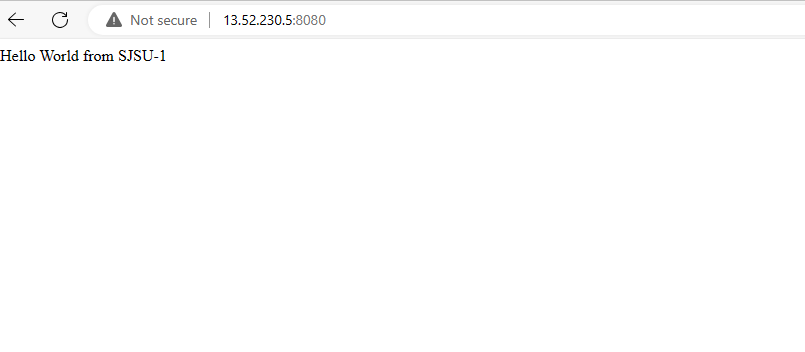 Not secure 13.52.230.5:8080
Hello World from SJSU-1